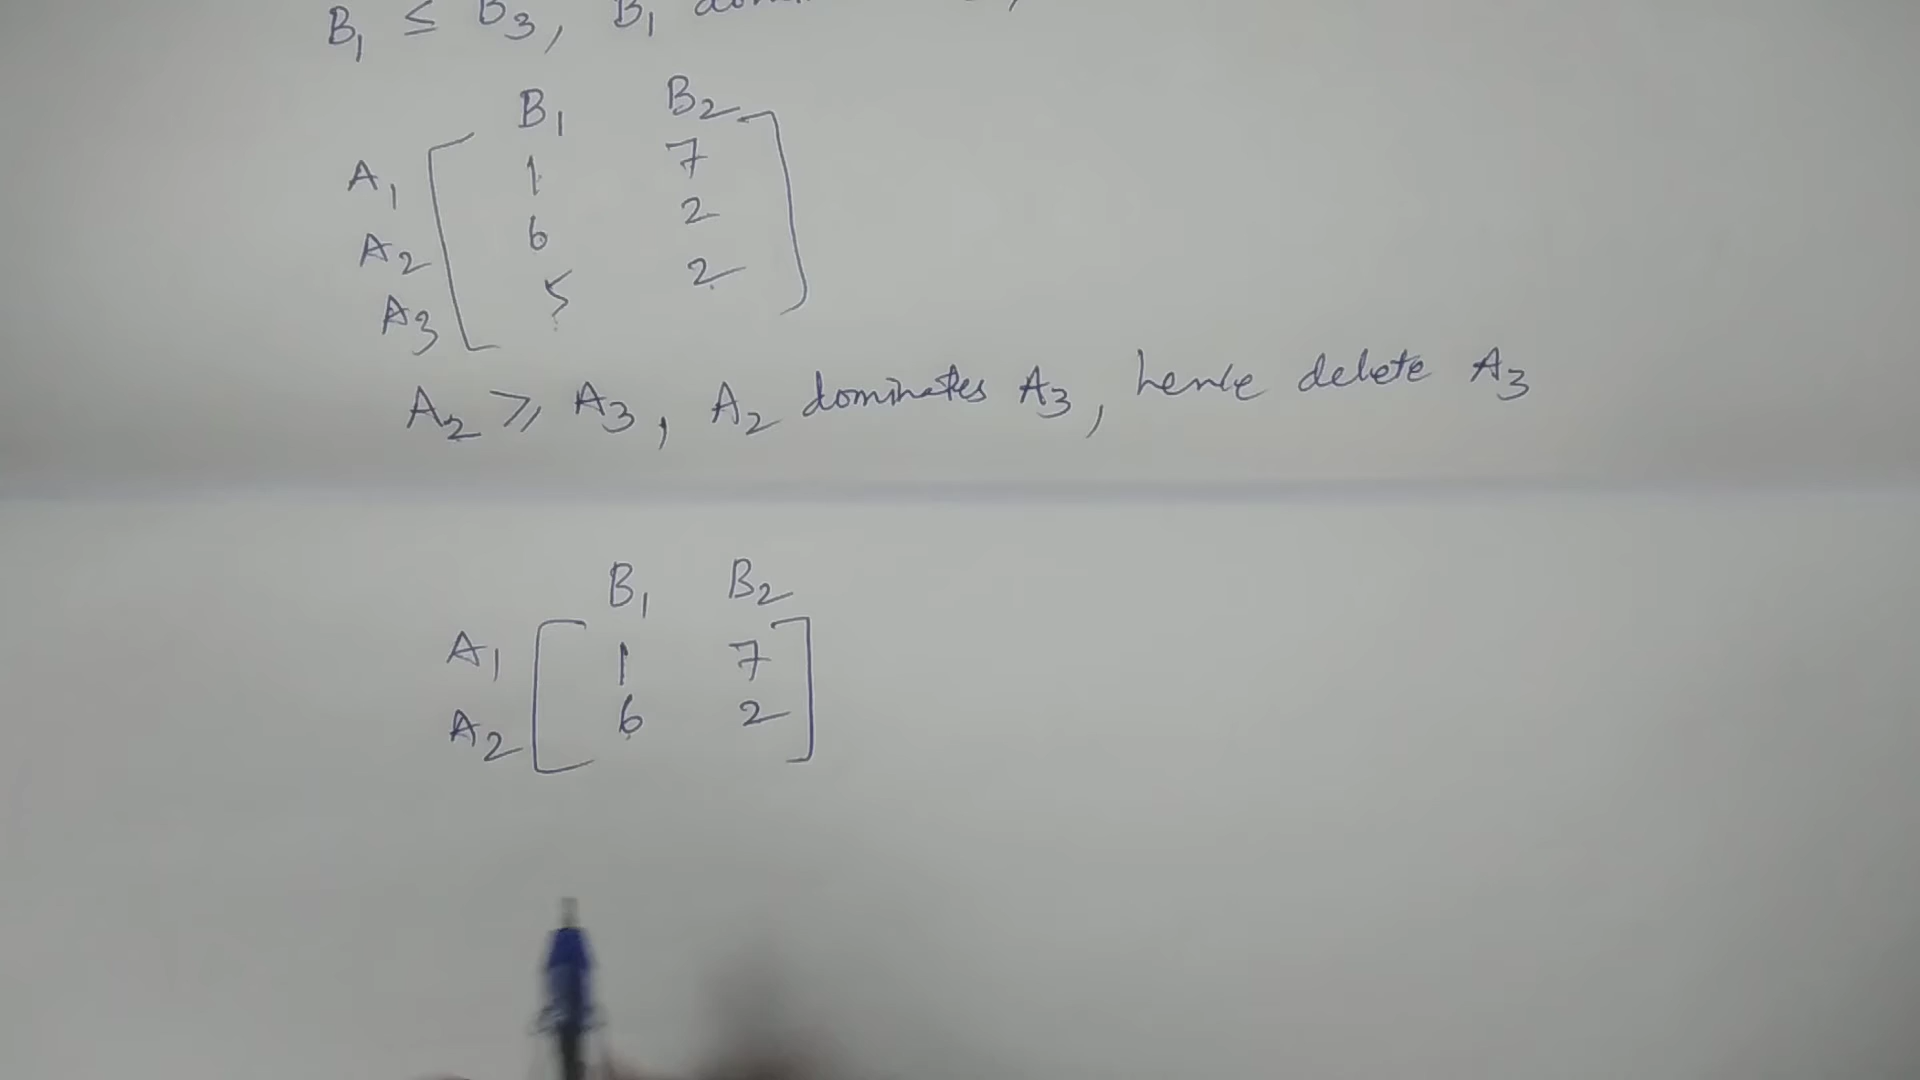 B₁ ≤ B₃, B₁
B₁ B₂
A₁ 1 7
A₂ 6 2
A₃ 5 2
A₂ ⩾ A₃, A₂ dominates A₃, hence delete A₃
B₁ B₂
A₁ 1 7
A₂ 6 2